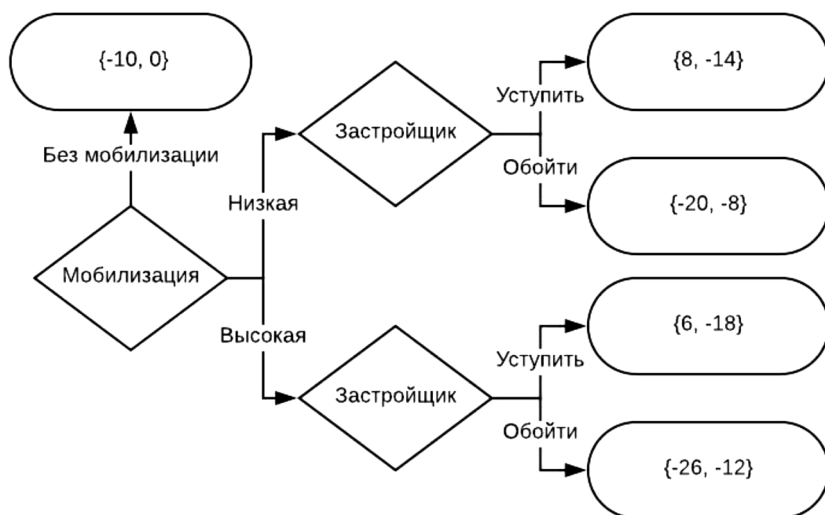 {-10, 0}
{8, -14}
Уступить
Застройщик
Без мобилизации
Обойти
Низкая
{-20, -8}
Мобилизация
{6, -18}
Высокая
Уступить
Застройщик
Обойти
{-26, -12}